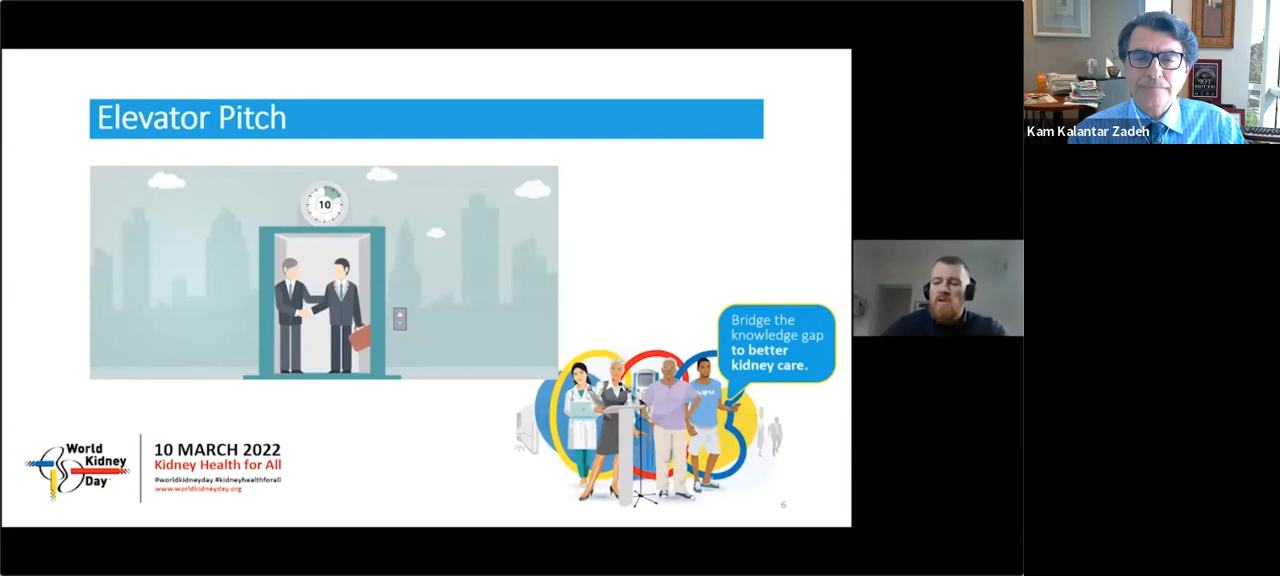 Elevator Pitch
10
Bridge the
knowledge gap
to better
kidney care.
World
Kidney
Day
10 MARCH 2022
Kidney Health for All
#worldkidneyday #kidneyhealthforall
www.worldkidneyday.org
6
Kam Kalantar Zadeh